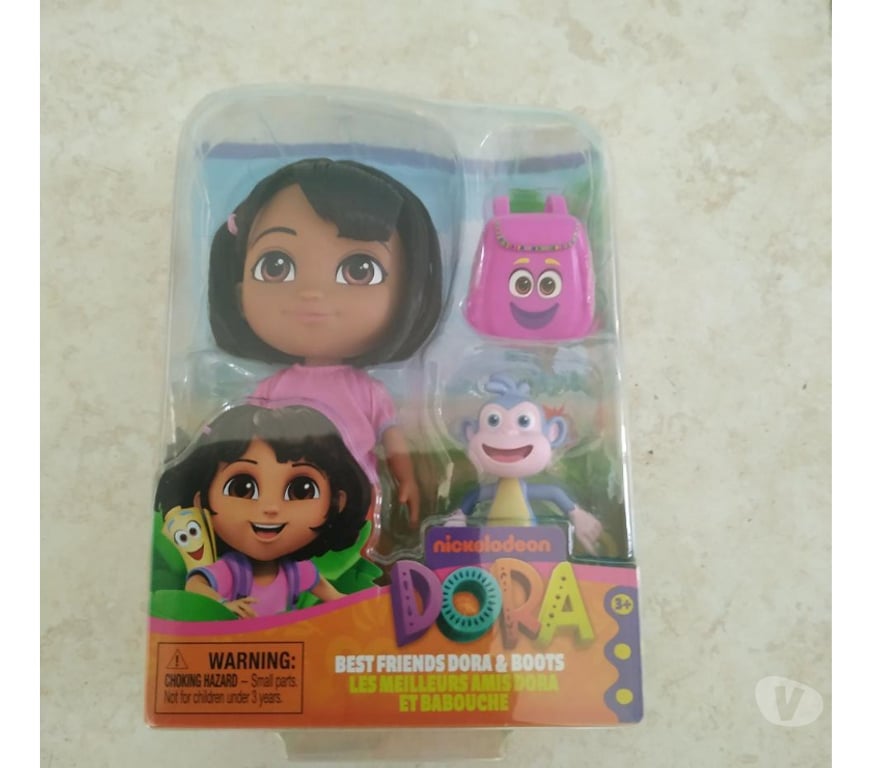 nickelodeon
DORA
3+
BEST FRIENDS DORA & BOOTS
LES MEILLEURS AMIS DORA
ET BABOUCHE
WARNING:
CHOKING HAZARD – Small parts.
Not for children under 3 years.
V